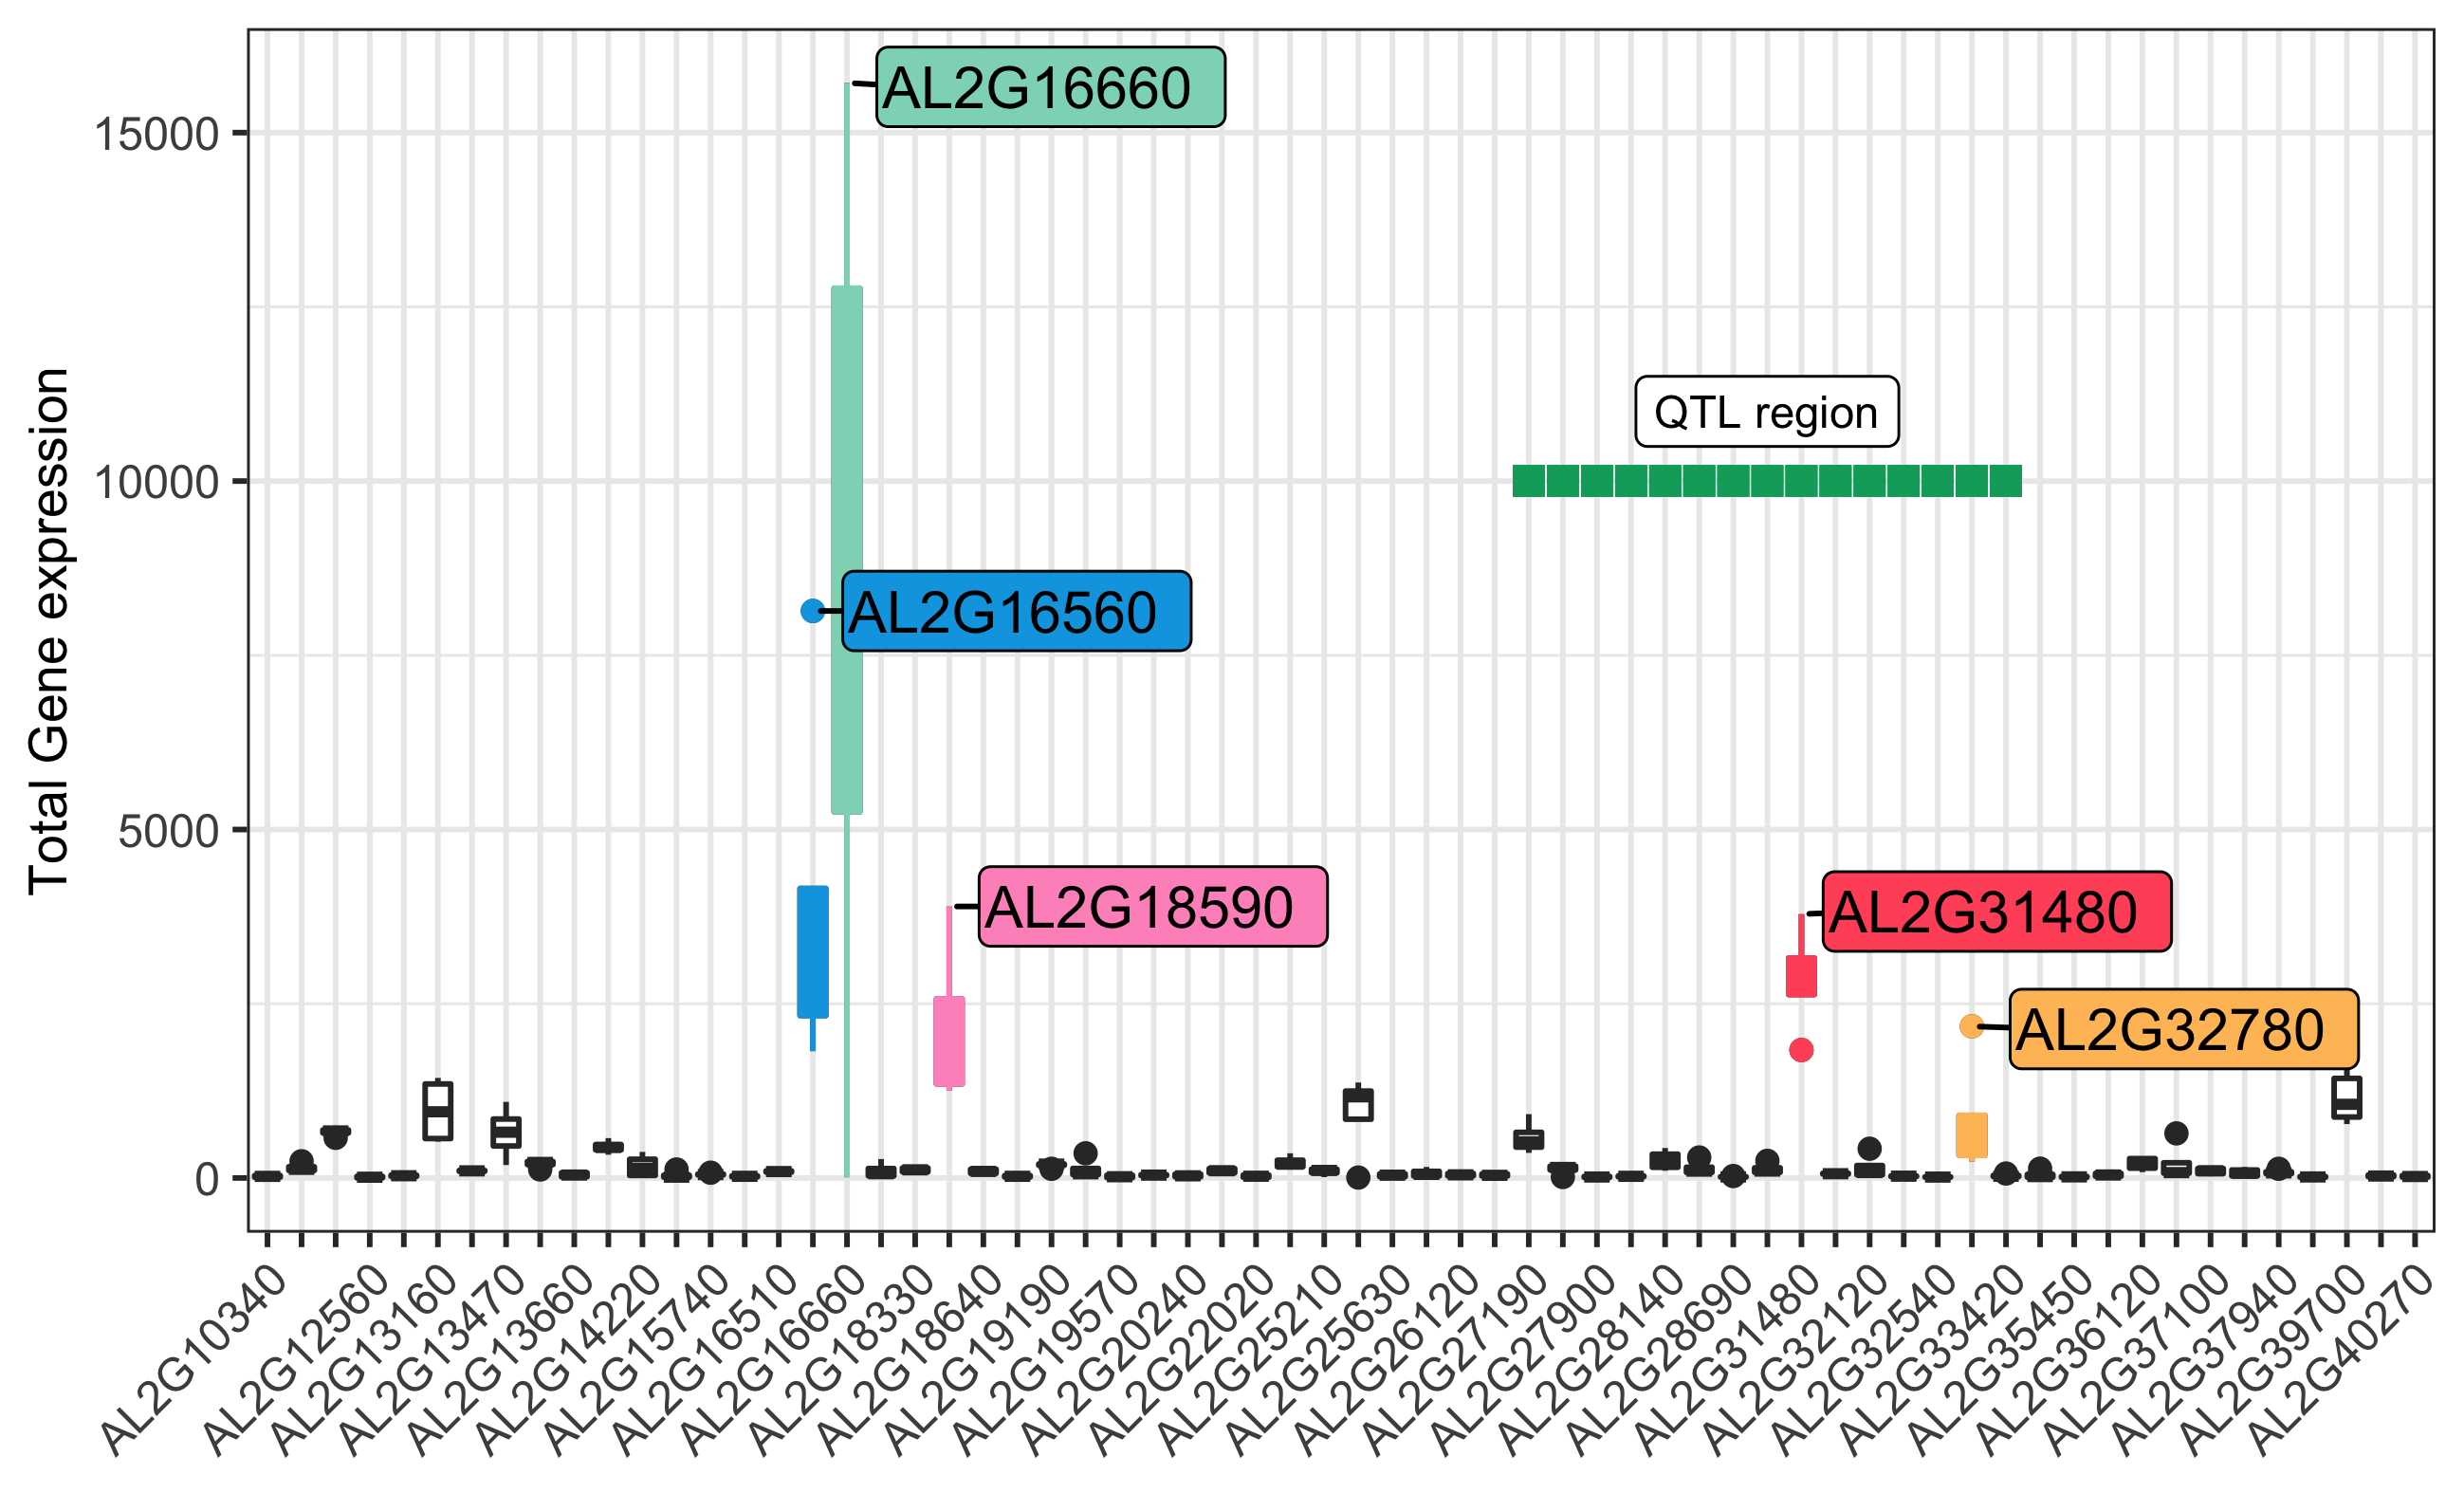 Total Gene expression
15000
10000
5000
0
AL2G16660
QTL region
AL2G16560
AL2G18590
AL2G31480
AL2G32780
AL2G10340
AL2G12560
AL2G13160
AL2G13470
AL2G13660
AL2G14220
AL2G15740
AL2G16510
AL2G16660
AL2G18330
AL2G18640
AL2G19190
AL2G19570
AL2G20240
AL2G22020
AL2G25210
AL2G25630
AL2G26120
AL2G27190
AL2G27900
AL2G28140
AL2G28690
AL2G31480
AL2G32120
AL2G32540
AL2G33420
AL2G35450
AL2G36120
AL2G37100
AL2G37940
AL2G39700
AL2G40270